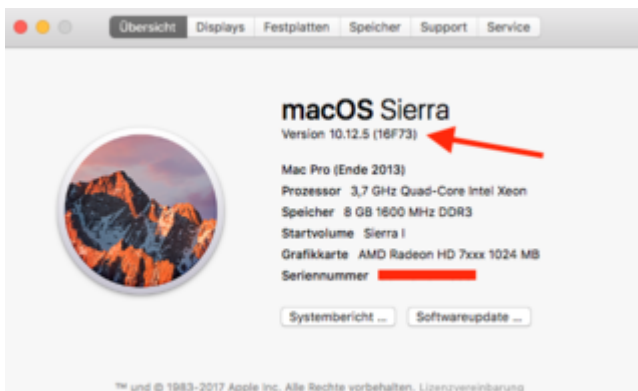 Übersicht Displays Festplatten Speicher Support Service
macOS Sierra
Version 10.12.5 (16F73)
Mac Pro (Ende 2013)
Prozessor 3,7 GHz Quad-Core Intel Xeon
Speicher 8 GB 1600 MHz DDR3
Startvolume Sierra I
Grafikkarte AMD Radeon HD 7xxx 1024 MB
Seriennummer
Systembericht ... Softwareupdate ...
™ und © 1983-2017 Apple Inc. Alle Rechte vorbehalten. Lizenzvereinbarung